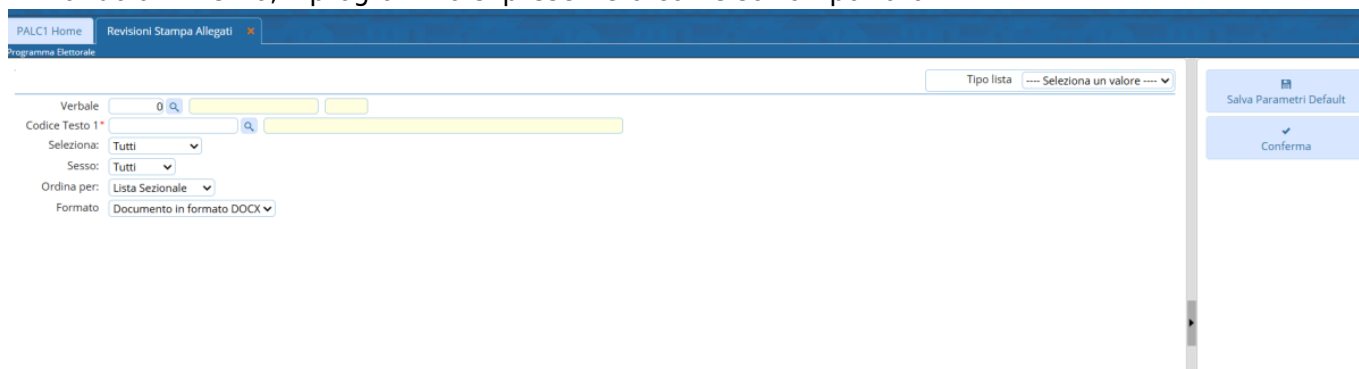 PALC1 Home Revisioni Stampa Allegati ×
Programma Elettorale
Tipo lista ---- Seleziona un valore ----
Verbale 0
Codice Testo 1*
Seleziona: Tutti
Sesso: Tutti
Ordina per: Lista Sezionale
Formato Documento in formato DOCX
Salva Parametri Default
Conferma